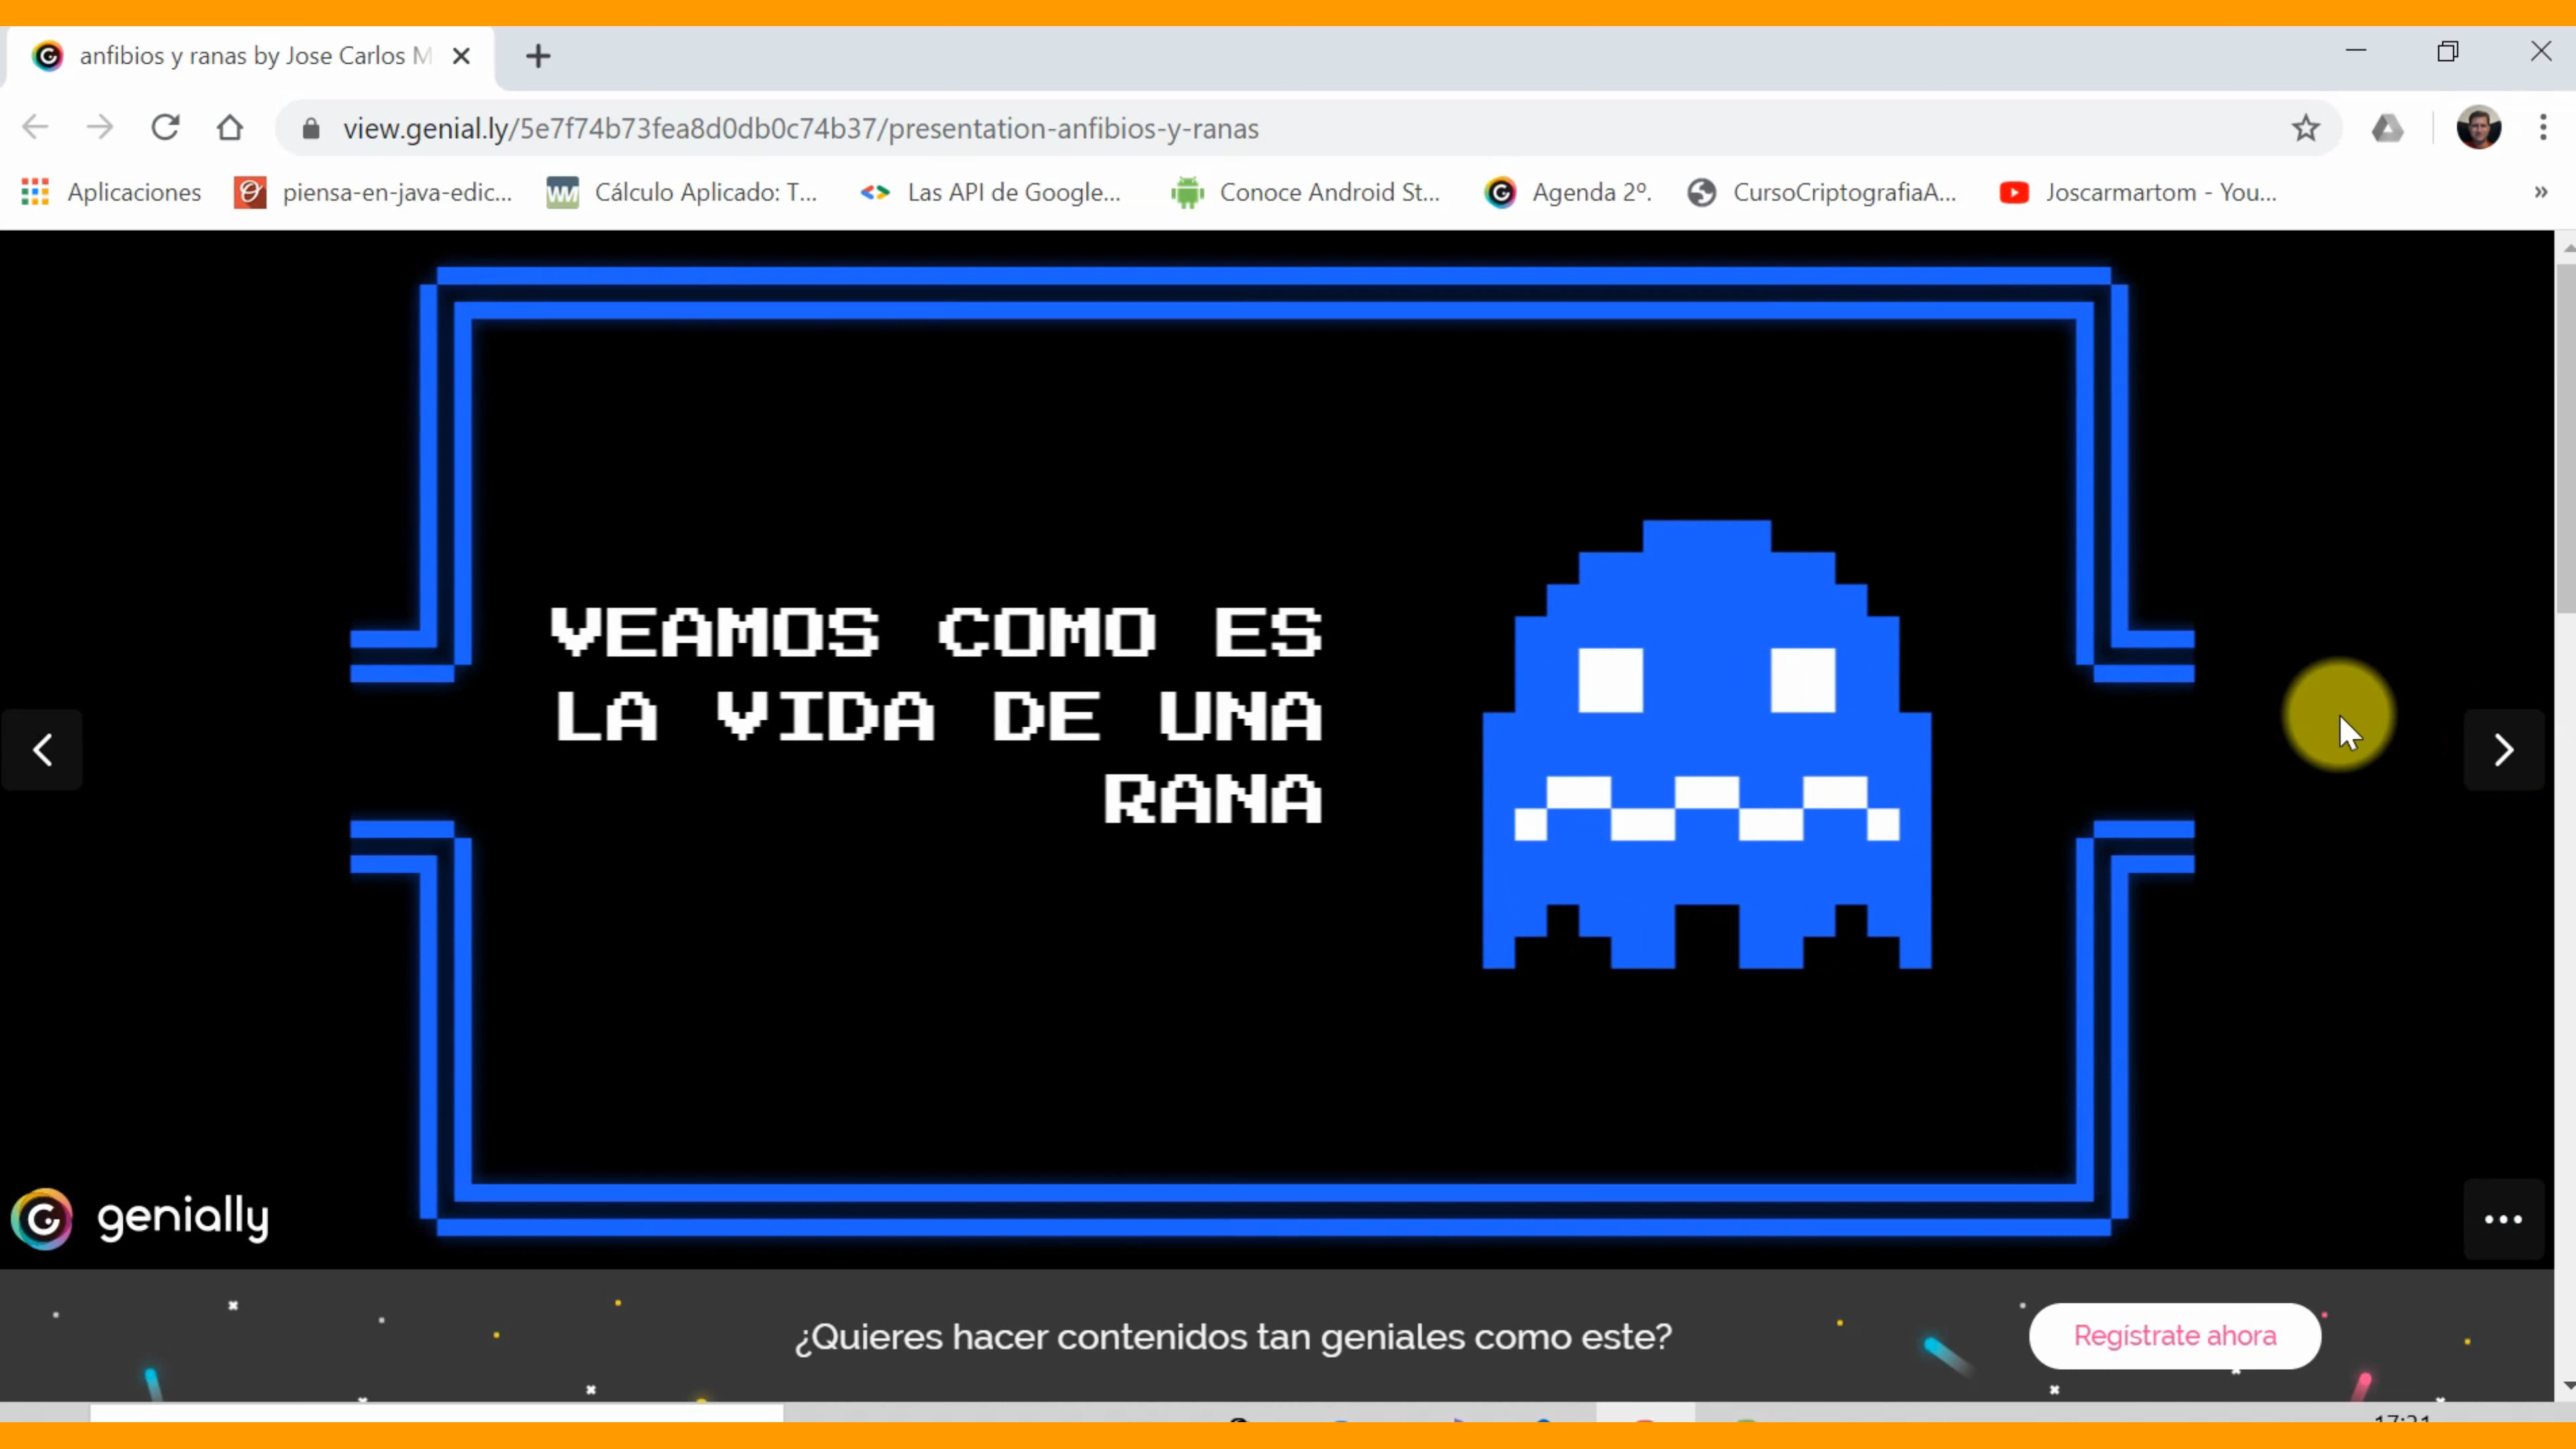 anfibios y ranas by Jose Carlos M
view.genial.ly/5e7f74b73fea8d0db0c74b37/presentation-anfibios-y-ranas
Aplicaciones piensa-en-java-edic... Cálculo Aplicado: T... Las API de Google... Conoce Android St... Agenda 2º. CursoCriptografiaA... Joscarmartom - You...
VEAMOS COMO ES
LA VIDA DE UNA
RANA
genially
¿Quieres hacer contenidos tan geniales como este?
Regístrate ahora